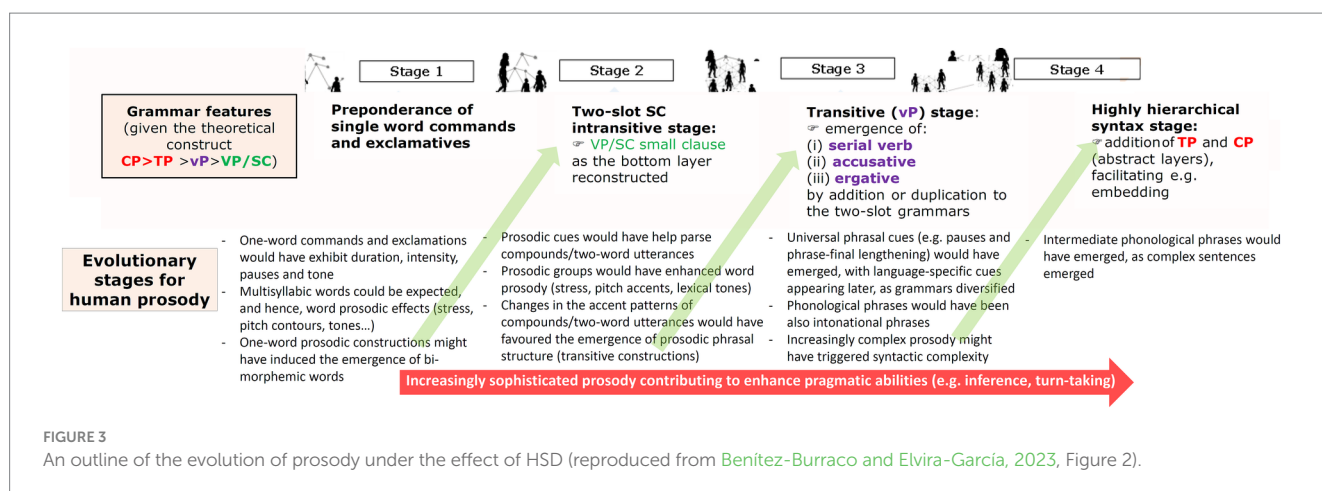 Stage 1
Stage 2
Stage 3
Stage 4
Grammar features
(given the theoretical
construct
CP>TP >vP>VP/SC)
Preponderance of
single word commands
and exclamatives
Two-slot SC
intransitive stage:
☞ VP/SC small clause
as the bottom layer
reconstructed
Transitive (vP) stage:
☞ emergence of:
(i) serial verb
(ii) accusative
(iii) ergative
by addition or duplication to
the two-slot grammars
Highly hierarchical
syntax stage:
☞additionof TP and CP
(abstract layers),
facilitating e.g.
embedding
Evolutionary
stages for
human prosody
- One-word commands and exclamations
would have exhibit duration, intensity,
pauses and tone
- Multisyllabic words could be expected,
and hence, word prosodic effects (stress,
pitch contours, tones...)
- One-word prosodic constructions might
have induced the emergence of bi-
morphemic words
- Prosodic cues would have help parse
compounds/two-word utterances
- Prosodic groups would have enhanced word
prosody (stress, pitch accents, lexical tones)
- Changes in the accent patterns of
compounds/two-word utterances would have
favoured the emergence of prosodic phrasal
structure (transitive constructions)
- Universal phrasal cues (e.g. pauses and
phrase-final lengthening) would have
emerged, with language-specific cues
appearing later, as grammars diversified
- Phonological phrases would have been
also intonational phrases
- Increasingly complex prosody might
have triggered syntactic complexity
- Intermediate phonological phrases would
have emerged, as complex sentences
emerged
Increasingly sophisticated prosody contributing to enhance pragmatic abilities (e.g. inference, turn-taking)
FIGURE 3
An outline of the evolution of prosody under the effect of HSD (reproduced from Benítez-Burraco and Elvira-García, 2023, Figure 2).